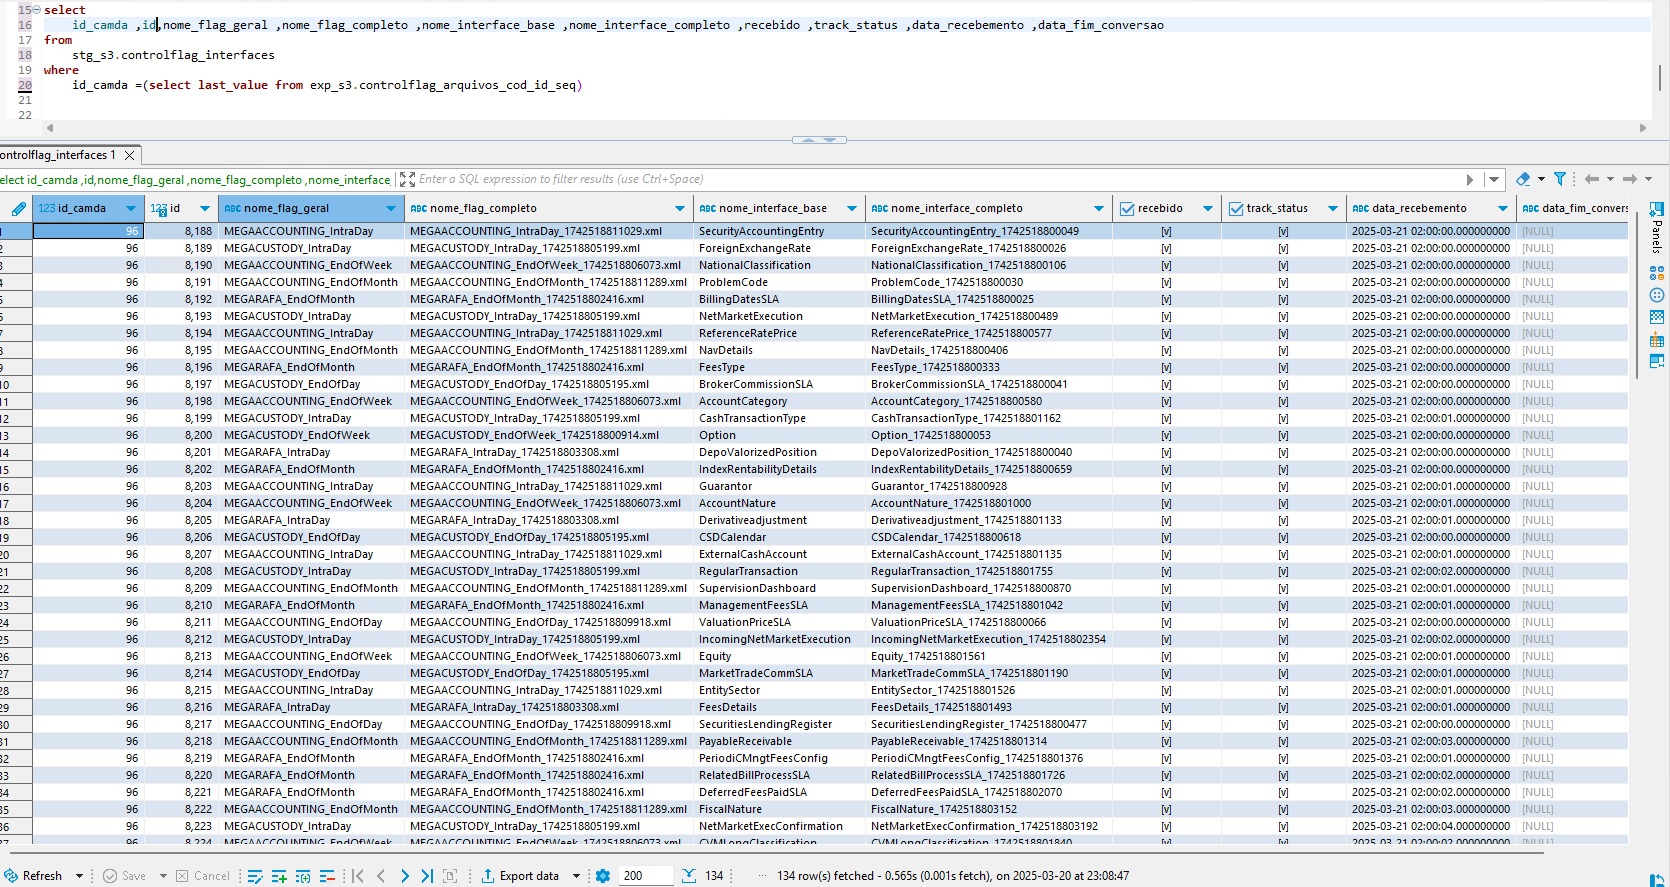 15 select
16 id_camda ,id,nome_flag_geral ,nome_flag_completo ,nome_interface_base ,nome_interface_completo ,recebido ,track_status ,data_recebemento ,data_fim_conversao
17 from
18 stg_s3.controlflag_interfaces
19 where
20 id_camda =(select last_value from exp_s3.controlflag_arquivos_cod_id_seq)
21
22
ontrolflag_interfaces 1
elect id_camda ,id,nome_flag_geral ,nome_flag_completo ,nome_interface Enter a SQL expression to filter results (use Ctrl+Space)
123 id_camda 123 id ABC nome_flag_geral ABC nome_flag_completo ABC nome_interface_base ABC nome_interface_completo recebido track_status ABC data_recebemento ABC data_fim_convers
1 96 8,188 MEGAACCOUNTING_IntraDay MEGAACCOUNTING_IntraDay_1742518811029.xml SecurityAccountingEntry SecurityAccountingEntry_1742518800049 [v] [v] 2025-03-21 02:00:00.000000000 [NULL]
2 96 8,189 MEGACUSTODY_IntraDay MEGACUSTODY_IntraDay_1742518805199.xml ForeignExchangeRate ForeignExchangeRate_1742518800026 [v] [v] 2025-03-21 02:00:00.000000000 [NULL]
3 96 8,190 MEGAACCOUNTING_EndOfWeek MEGAACCOUNTING_EndOfWeek_1742518806073.xml NationalClassification NationalClassification_1742518800106 [v] [v] 2025-03-21 02:00:00.000000000 [NULL]
4 96 8,191 MEGAACCOUNTING_EndOfMonth MEGAACCOUNTING_EndOfMonth_1742518811289.xml ProblemCode ProblemCode_1742518800030 [v] [v] 2025-03-21 02:00:00.000000000 [NULL]
5 96 8,192 MEGARAFA_EndOfMonth MEGARAFA_EndOfMonth_1742518802416.xml BillingDatesSLA BillingDatesSLA_1742518800025 [v] [v] 2025-03-21 02:00:00.000000000 [NULL]
6 96 8,193 MEGACUSTODY_IntraDay MEGACUSTODY_IntraDay_1742518805199.xml NetMarketExecution NetMarketExecution_1742518800489 [v] [v] 2025-03-21 02:00:00.000000000 [NULL]
7 96 8,194 MEGAACCOUNTING_IntraDay MEGAACCOUNTING_IntraDay_1742518811029.xml ReferenceRatePrice ReferenceRatePrice_1742518800577 [v] [v] 2025-03-21 02:00:00.000000000 [NULL]
8 96 8,195 MEGAACCOUNTING_EndOfMonth MEGAACCOUNTING_EndOfMonth_1742518811289.xml NavDetails NavDetails_1742518800406 [v] [v] 2025-03-21 02:00:00.000000000 [NULL]
9 96 8,196 MEGARAFA_EndOfMonth MEGARAFA_EndOfMonth_1742518802416.xml FeesType FeesType_1742518800333 [v] [v] 2025-03-21 02:00:00.000000000 [NULL]
10 96 8,197 MEGACUSTODY_EndOfDay MEGACUSTODY_EndOfDay_1742518805195.xml BrokerCommissionSLA BrokerCommissionSLA_1742518800041 [v] [v] 2025-03-21 02:00:00.000000000 [NULL]
11 96 8,198 MEGAACCOUNTING_EndOfWeek MEGAACCOUNTING_EndOfWeek_1742518806073.xml AccountCategory AccountCategory_1742518800580 [v] [v] 2025-03-21 02:00:00.000000000 [NULL]
12 96 8,199 MEGACUSTODY_IntraDay MEGACUSTODY_IntraDay_1742518805199.xml CashTransactionType CashTransactionType_1742518801162 [v] [v] 2025-03-21 02:00:01.000000000 [NULL]
13 96 8,200 MEGACUSTODY_EndOfWeek MEGACUSTODY_EndOfWeek_1742518800914.xml Option Option_1742518800053 [v] [v] 2025-03-21 02:00:00.000000000 [NULL]
14 96 8,201 MEGARAFA_IntraDay MEGARAFA_IntraDay_1742518803308.xml DepoValorizedPosition DepoValorizedPosition_1742518800040 [v] [v] 2025-03-21 02:00:00.000000000 [NULL]
15 96 8,202 MEGARAFA_EndOfMonth MEGARAFA_EndOfMonth_1742518802416.xml IndexRentabilityDetails IndexRentabilityDetails_1742518800659 [v] [v] 2025-03-21 02:00:00.000000000 [NULL]
16 96 8,203 MEGAACCOUNTING_IntraDay MEGAACCOUNTING_IntraDay_1742518811029.xml Guarantor Guarantor_1742518800928 [v] [v] 2025-03-21 02:00:01.000000000 [NULL]
17 96 8,204 MEGAACCOUNTING_EndOfWeek MEGAACCOUNTING_EndOfWeek_1742518806073.xml AccountNature AccountNature_1742518801000 [v] [v] 2025-03-21 02:00:01.000000000 [NULL]
18 96 8,205 MEGARAFA_IntraDay MEGARAFA_IntraDay_1742518803308.xml Derivativeadjustment Derivativeadjustment_1742518801133 [v] [v] 2025-03-21 02:00:01.000000000 [NULL]
19 96 8,206 MEGACUSTODY_EndOfDay MEGACUSTODY_EndOfDay_1742518805195.xml CSDCalendar CSDCalendar_1742518800618 [v] [v] 2025-03-21 02:00:00.000000000 [NULL]
20 96 8,207 MEGAACCOUNTING_IntraDay MEGAACCOUNTING_IntraDay_1742518811029.xml ExternalCashAccount ExternalCashAccount_1742518801135 [v] [v] 2025-03-21 02:00:01.000000000 [NULL]
21 96 8,208 MEGACUSTODY_IntraDay MEGACUSTODY_IntraDay_1742518805199.xml RegularTransaction RegularTransaction_1742518801755 [v] [v] 2025-03-21 02:00:02.000000000 [NULL]
22 96 8,209 MEGAACCOUNTING_EndOfMonth MEGAACCOUNTING_EndOfMonth_1742518811289.xml SupervisionDashboard SupervisionDashboard_1742518800870 [v] [v] 2025-03-21 02:00:01.000000000 [NULL]
23 96 8,210 MEGARAFA_EndOfMonth MEGARAFA_EndOfMonth_1742518802416.xml ManagementFeesSLA ManagementFeesSLA_1742518801042 [v] [v] 2025-03-21 02:00:01.000000000 [NULL]
24 96 8,211 MEGAACCOUNTING_EndOfDay MEGAACCOUNTING_EndOfDay_1742518809918.xml ValuationPriceSLA ValuationPriceSLA_1742518800066 [v] [v] 2025-03-21 02:00:00.000000000 [NULL]
25 96 8,212 MEGACUSTODY_IntraDay MEGACUSTODY_IntraDay_1742518805199.xml IncomingNetMarketExecution IncomingNetMarketExecution_1742518802354 [v] [v] 2025-03-21 02:00:02.000000000 [NULL]
26 96 8,213 MEGAACCOUNTING_EndOfWeek MEGAACCOUNTING_EndOfWeek_1742518806073.xml Equity Equity_1742518801561 [v] [v] 2025-03-21 02:00:01.000000000 [NULL]
27 96 8,214 MEGACUSTODY_EndOfDay MEGACUSTODY_EndOfDay_1742518805195.xml MarketTradeCommSLA MarketTradeCommSLA_1742518801190 [v] [v] 2025-03-21 02:00:01.000000000 [NULL]
28 96 8,215 MEGAACCOUNTING_IntraDay MEGAACCOUNTING_IntraDay_1742518811029.xml EntitySector EntitySector_1742518801526 [v] [v] 2025-03-21 02:00:01.000000000 [NULL]
29 96 8,216 MEGARAFA_IntraDay MEGARAFA_IntraDay_1742518803308.xml FeesDetails FeesDetails_1742518801493 [v] [v] 2025-03-21 02:00:01.000000000 [NULL]
30 96 8,217 MEGAACCOUNTING_EndOfDay MEGAACCOUNTING_EndOfDay_1742518809918.xml SecuritiesLendingRegister SecuritiesLendingRegister_1742518800477 [v] [v] 2025-03-21 02:00:00.000000000 [NULL]
31 96 8,218 MEGAACCOUNTING_EndOfMonth MEGAACCOUNTING_EndOfMonth_1742518811289.xml PayableReceivable PayableReceivable_1742518801314 [v] [v] 2025-03-21 02:00:03.000000000 [NULL]
32 96 8,219 MEGARAFA_EndOfMonth MEGARAFA_EndOfMonth_1742518802416.xml PeriodiCMngtFeesConfig PeriodiCMngtFeesConfig_1742518801376 [v] [v] 2025-03-21 02:00:01.000000000 [NULL]
33 96 8,220 MEGARAFA_EndOfMonth MEGARAFA_EndOfMonth_1742518802416.xml RelatedBillProcessSLA RelatedBillProcessSLA_1742518801726 [v] [v] 2025-03-21 02:00:02.000000000 [NULL]
34 96 8,221 MEGARAFA_EndOfMonth MEGARAFA_EndOfMonth_1742518802416.xml DeferredFeesPaidSLA DeferredFeesPaidSLA_1742518802070 [v] [v] 2025-03-21 02:00:02.000000000 [NULL]
35 96 8,222 MEGAACCOUNTING_EndOfMonth MEGAACCOUNTING_EndOfMonth_1742518811289.xml FiscalNature FiscalNature_1742518803152 [v] [v] 2025-03-21 02:00:03.000000000 [NULL]
36 96 8,223 MEGACUSTODY_IntraDay MEGACUSTODY_IntraDay_1742518805199.xml NetMarketExecConfirmation NetMarketExecConfirmation_1742518803192 [v] [v] 2025-03-21 02:00:04.000000000 [NULL]
37 96 8,224 MEGAACCOUNTING_EndOfWeek MEGAACCOUNTING_EndOfWeek_1742518806073.xml CVMLongClassification CVMLongClassification_1742518801840 [v] [v] 2025-03-21 02:00:02.000000000 [NULL]
Panels
Refresh Save Cancel Export data 200 134 134 row(s) fetched - 0.565s (0.001s fetch), on 2025-03-20 at 23:08:47